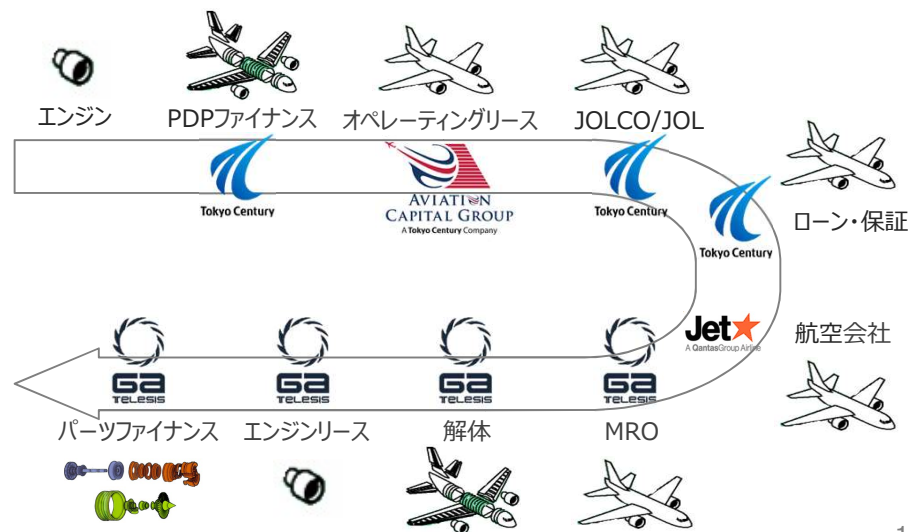 エンジン
PDPファイナンス
オペレーティングリース
JOLCO/JOL
Tokyo Century
AVIATION
CAPITAL GROUP
A Tokyo Century Company
Tokyo Century
Tokyo Century
ローン・保証
Jet
A QantasGroup Airline
航空会社
GA
TELESIS
GA
TELESIS
GA
TELESIS
GA
TELESIS
パーツファイナンス
エンジンリース
解体
MRO